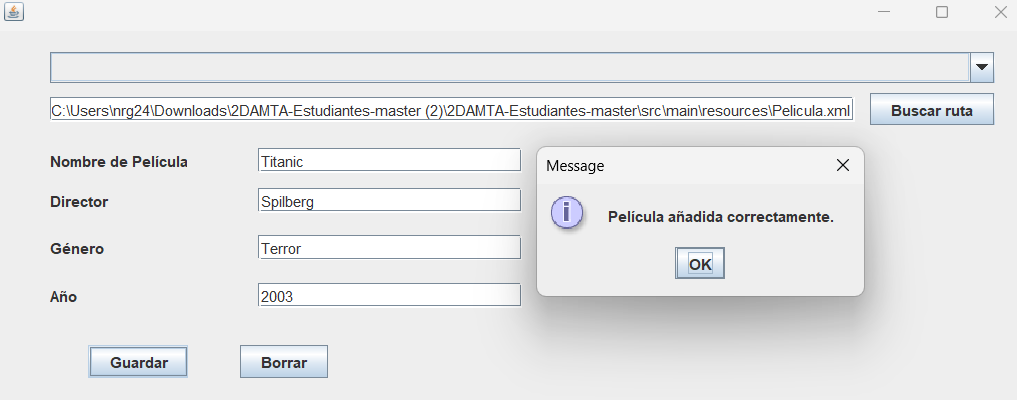 C:\Users\nrg24\Downloads\2DAMTA-Estudiantes-master (2)\2DAMTA-Estudiantes-master\src\main\resources\Pelicula.xml
Buscar ruta
Nombre de Película
Titanic
Director
Spilberg
Género
Terror
Año
2003
Guardar
Borrar
Message
Película añadida correctamente.
OK